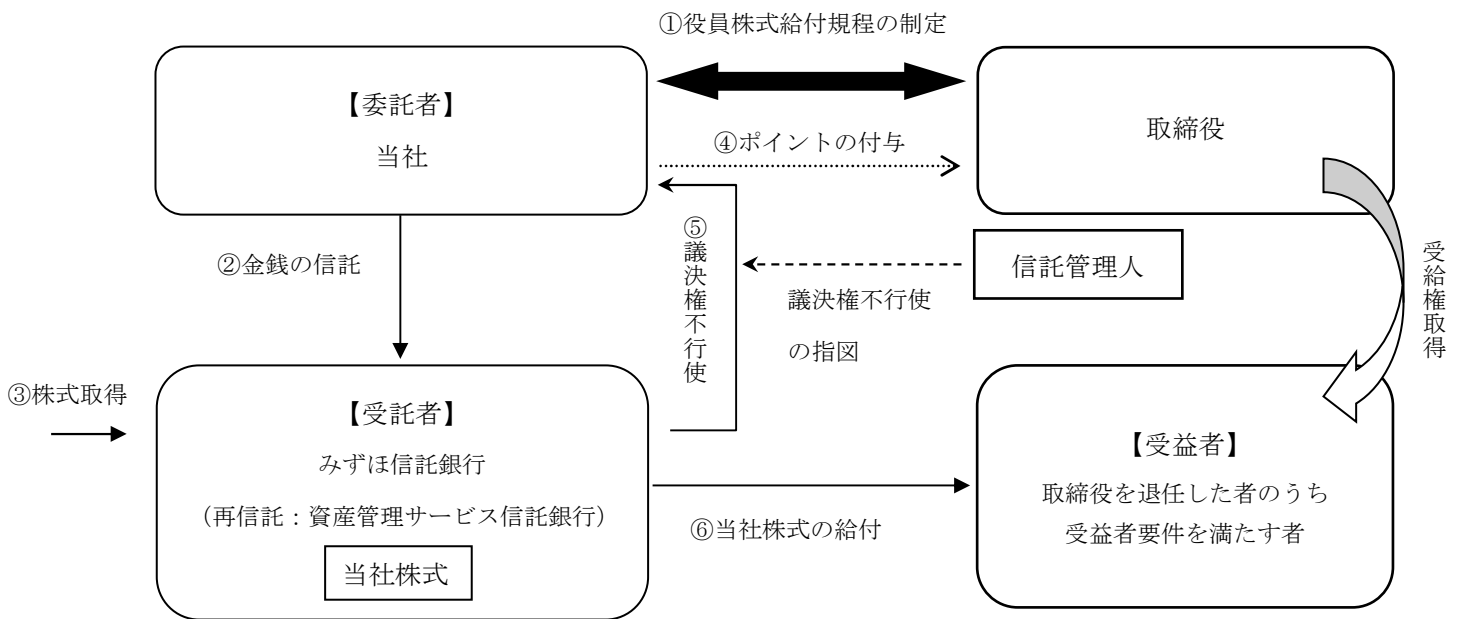 ①役員株式給付規程の制定
【委託者】
当社
取締役
④ポイントの付与
⑤議決権不行使
②金銭の信託
信託管理人
議決権不行使
の指図
受給権取得
③株式取得
【受託者】
みずほ信託銀行
(再信託：資産管理サービス信託銀行)
当社株式
⑥当社株式の給付
【受益者】
取締役を退任した者のうち
受益者要件を満たす者